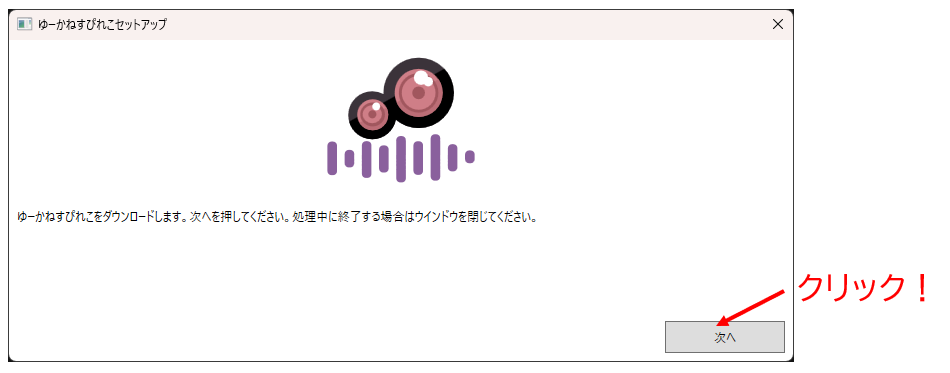 ゆーかねすぴれこセットアップ
ゆーかねすぴれこをダウンロードします。次へを押してください。処理中に終了する場合はウインドウを閉じてください。
クリック！
次へ